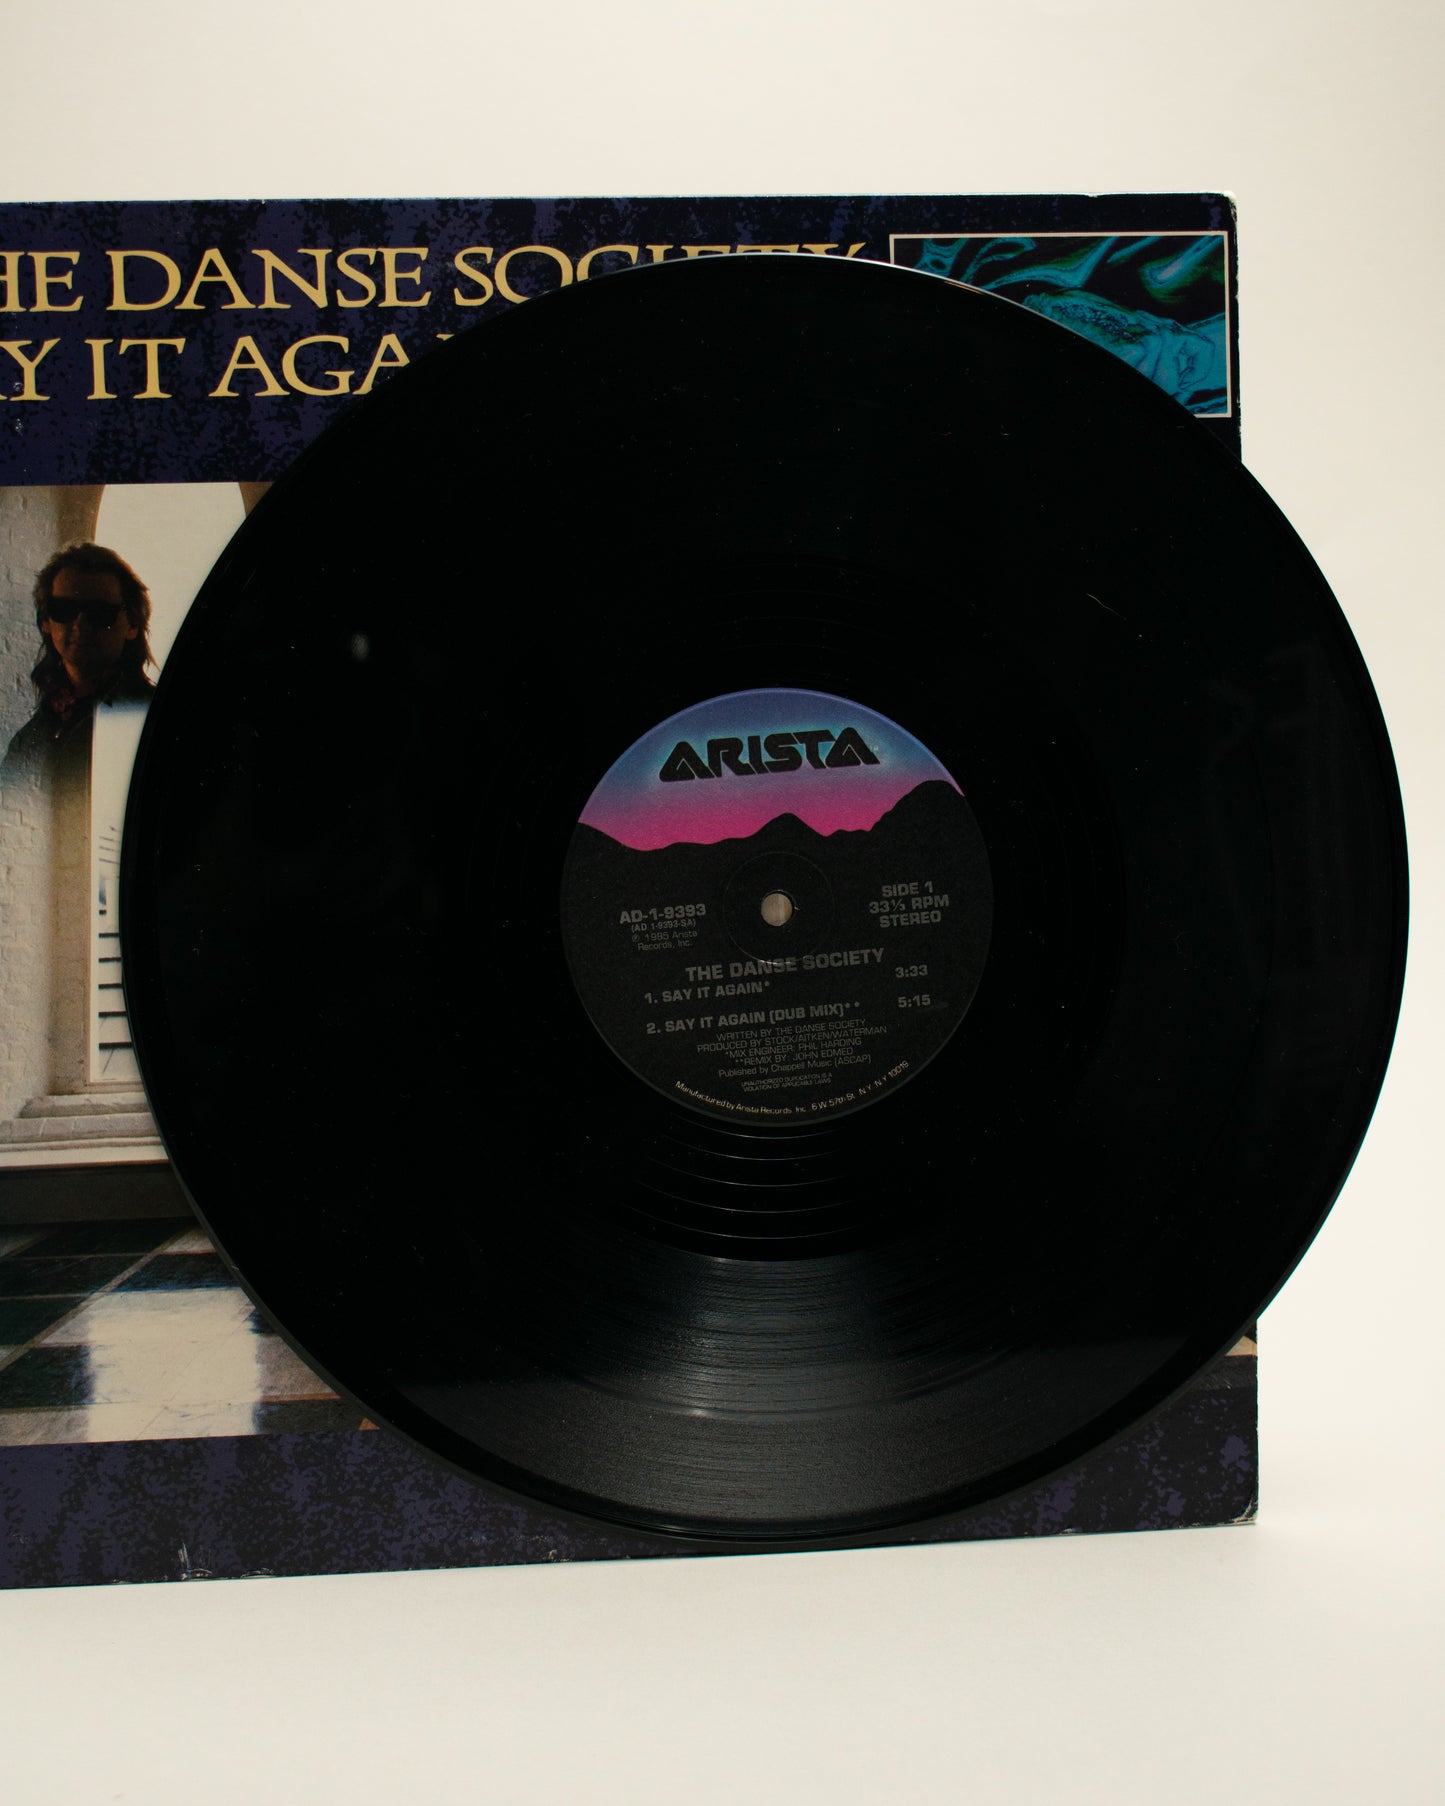 HE DANSE SOCIETY
AY IT AGAI
ARISTA
AD-1-9393
(AD 1-9393-SA)
℗ 1985 Arista
Records, Inc.
SIDE 1
33⅓ RPM
STEREO
THE DANSE SOCIETY
1. SAY IT AGAIN* 3:33
2. SAY IT AGAIN (DUB MIX)** 5:15
WRITTEN BY THE DANSE SOCIETY
PRODUCED BY STOCK/AITKEN/WATERMAN
*MIX ENGINEER: PHIL HARDING
**REMIX BY: JOHN EDMED
Published by Chappell Music (ASCAP)
UNAUTHORIZED DUPLICATION IS A
VIOLATION OF APPLICABLE LAWS
Manufactured by Arista Records, Inc. 6 W. 57th St. N.Y. N.Y. 10019